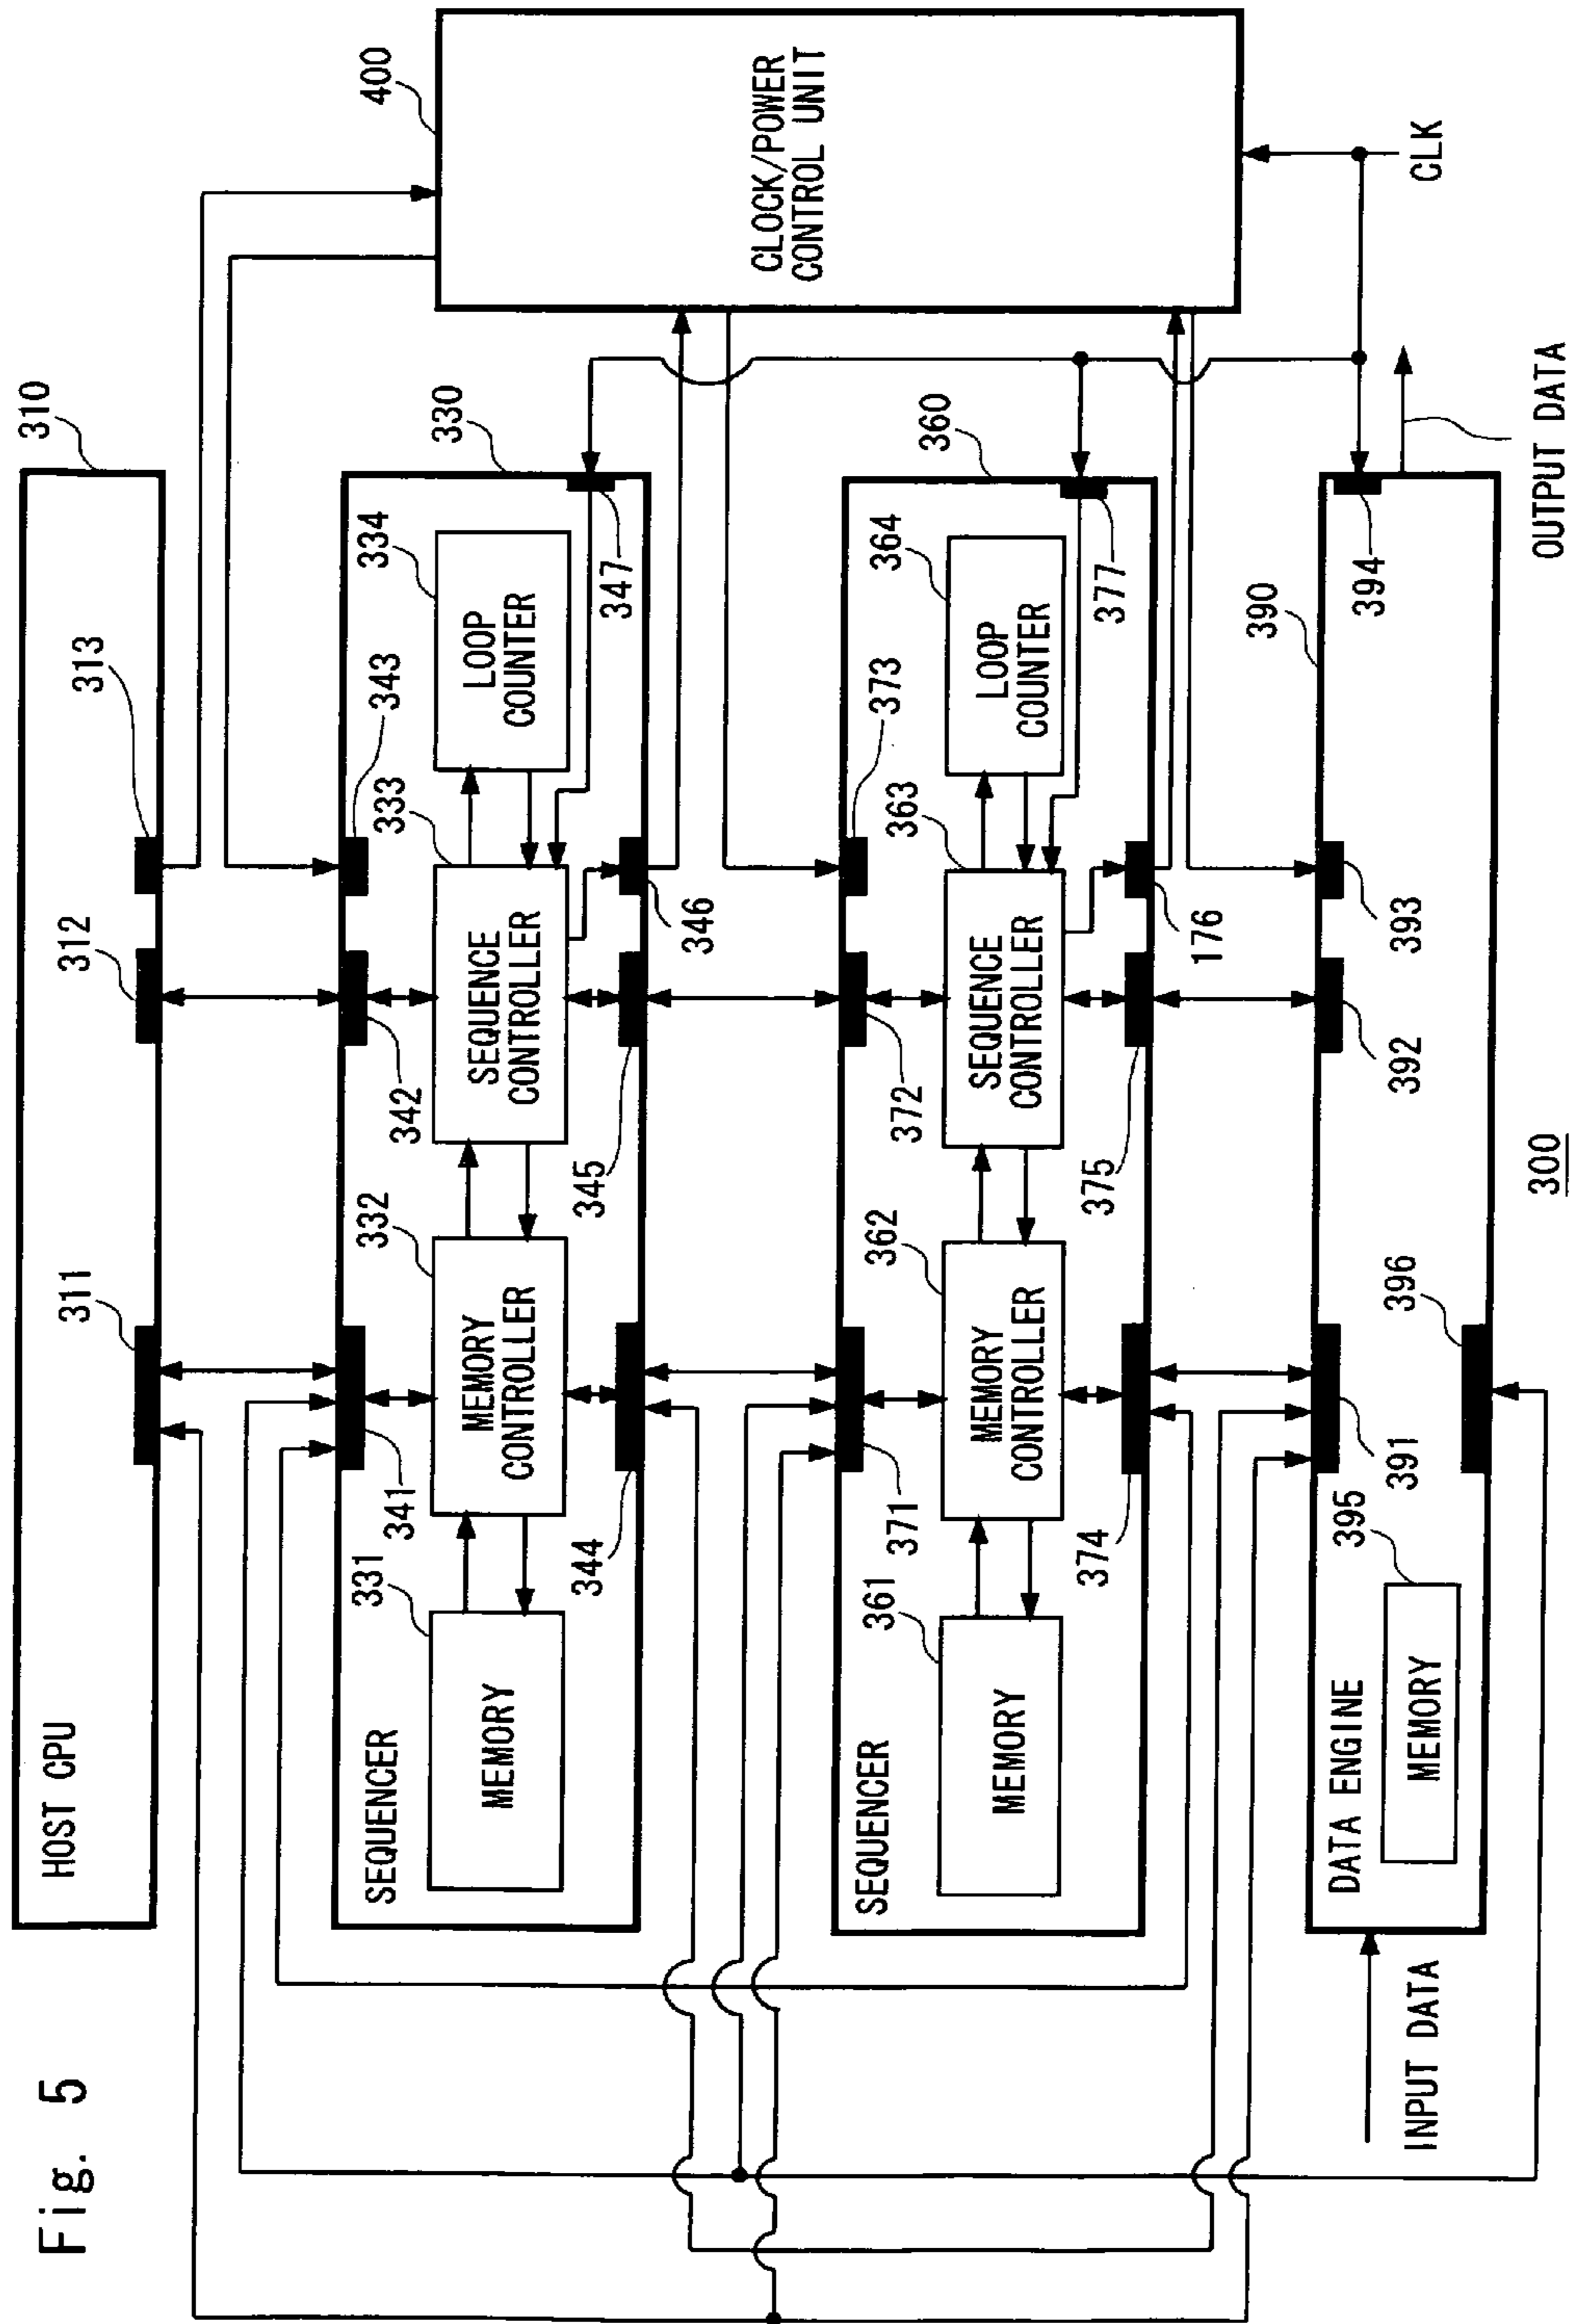 Fig. 5
310
HOST CPU
311
312
313
400
CLOCK/POWER
CONTROL UNIT
330
SEQUENCER
331
MEMORY
332
MEMORY
CONTROLLER
333
SEQUENCE
CONTROLLER
334
LOOP
COUNTER
341
342
343
344
345
346
347
360
SEQUENCER
361
MEMORY
362
MEMORY
CONTROLLER
363
SEQUENCE
CONTROLLER
364
LOOP
COUNTER
371
372
373
374
375
176
377
390
DATA ENGINE
395
MEMORY
391
396
392
393
394
INPUT DATA
OUTPUT DATA
CLK
300